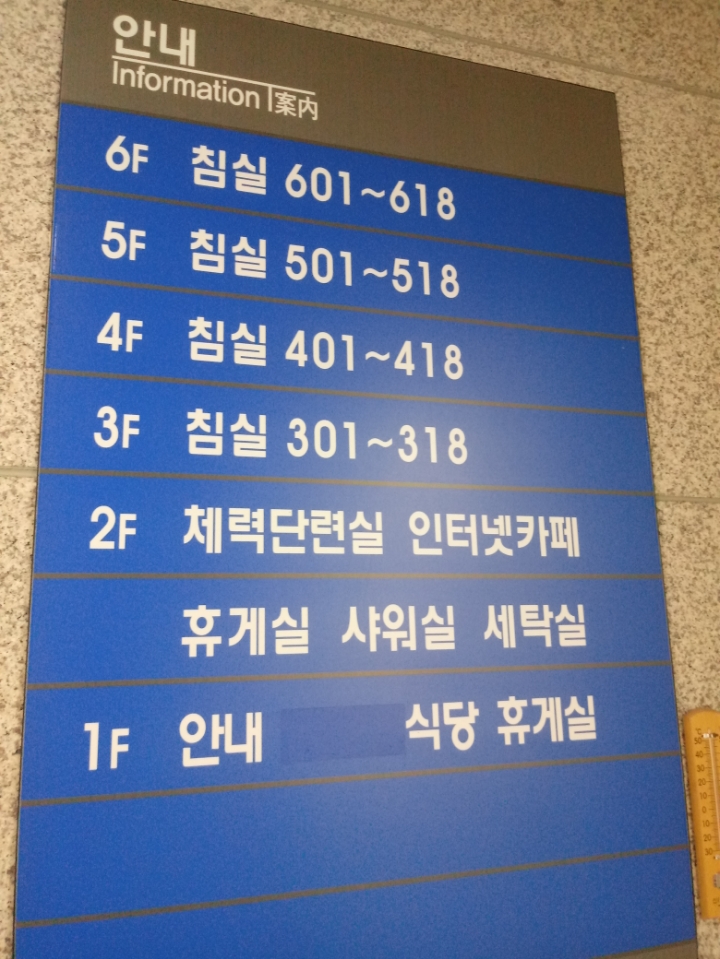 안내
Information 案内
6F 침실 601~618
5F 침실 501~518
4F 침실 401~418
3F 침실 301~318
2F 체력단련실 인터넷카페
휴게실 샤워실 세탁실
1F 안내 식당 휴게실